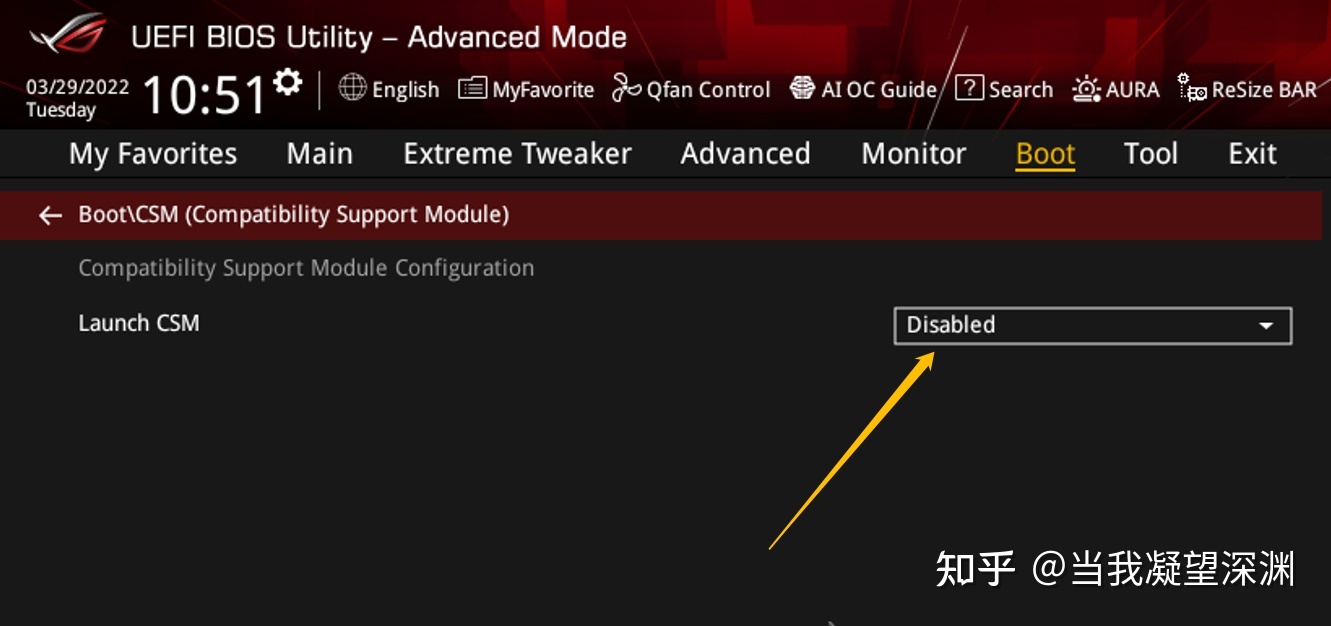 UEFI BIOS Utility – Advanced Mode
03/29/2022
Tuesday
10:51
English
MyFavorite
Qfan Control
AI OC Guide
? Search
AURA
ReSize BAR
My Favorites
Main
Extreme Tweaker
Advanced
Monitor
Boot
Tool
Exit
Boot\CSM (Compatibility Support Module)
Compatibility Support Module Configuration
Launch CSM
Disabled
知乎 @当我凝望深渊